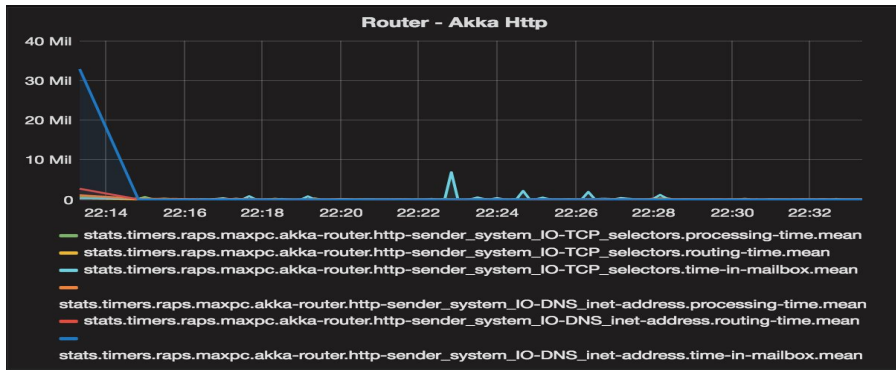 Router - Akka Http
40 Mil
30 Mil
20 Mil
10 Mil
0
22:14 22:16 22:18 22:20 22:22 22:24 22:26 22:28 22:30 22:32
stats.timers.raps.maxpc.akka-router.http-sender_system_IO-TCP_selectors.processing-time.mean
stats.timers.raps.maxpc.akka-router.http-sender_system_IO-TCP_selectors.routing-time.mean
stats.timers.raps.maxpc.akka-router.http-sender_system_IO-TCP_selectors.time-in-mailbox.mean
stats.timers.raps.maxpc.akka-router.http-sender_system_IO-DNS_inet-address.processing-time.mean
stats.timers.raps.maxpc.akka-router.http-sender_system_IO-DNS_inet-address.routing-time.mean
stats.timers.raps.maxpc.akka-router.http-sender_system_IO-DNS_inet-address.time-in-mailbox.mean